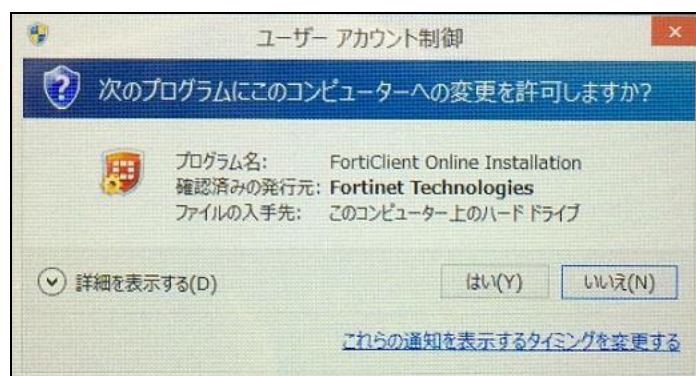 ユーザー アカウント制御
次のプログラムにこのコンピューターへの変更を許可しますか?
プログラム名: FortiClient Online Installation
確認済みの発行元: Fortinet Technologies
ファイルの入手先: このコンピューター上のハード ドライブ
詳細を表示する(D)
はい(Y) いいえ(N)
これらの通知を表示するタイミングを変更する